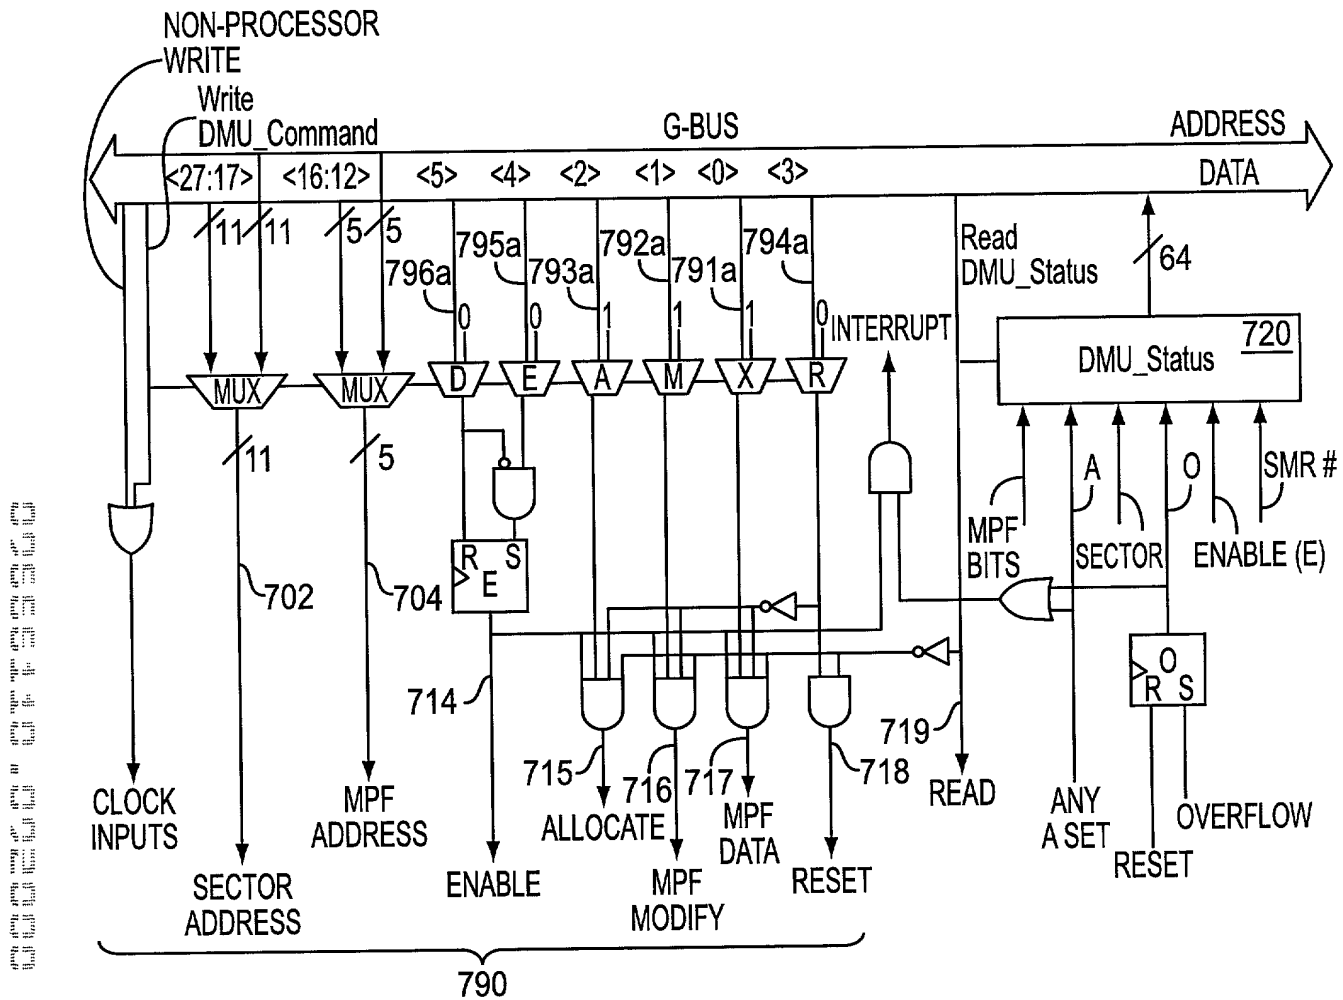 NON-PROCESSOR
WRITE
Write
DMU_Command
G-BUS
ADDRESS
DATA
<27:17>
<16:12>
<5>
<4>
<2>
<1>
<0>
<3>
11
11
5
5
796a
795a
793a
792a
791a
794a
0
0
1
1
1
0
Read
DMU_Status
64
INTERRUPT
DMU_Status
720
MUX
MUX
D
E
A
M
X
R
11
5
MPF
BITS
A
SECTOR
O
ENABLE (E)
SMR #
R
S
E
702
704
714
715
716
717
718
719
O
R
S
CLOCK
INPUTS
SECTOR
ADDRESS
MPF
ADDRESS
ENABLE
ALLOCATE
MPF
MODIFY
MPF
DATA
RESET
READ
ANY
A SET
RESET
OVERFLOW
790